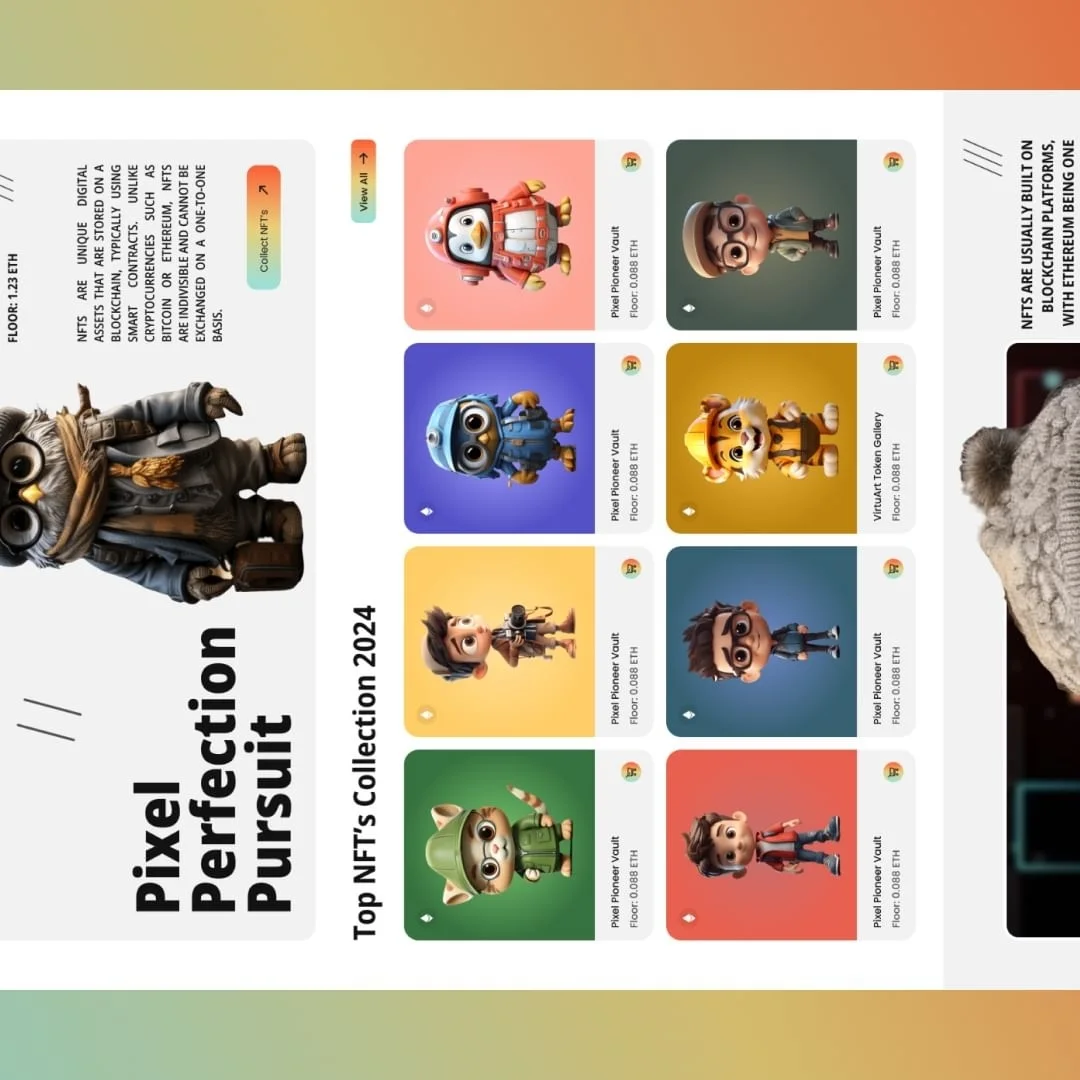 FLOOR: 1.23 ETH
NFTS ARE UNIQUE DIGITAL
ASSETS THAT ARE STORED ON A
BLOCKCHAIN, TYPICALLY USING
SMART CONTRACTS. UNLIKE
CRYPTOCURRENCIES SUCH AS
BITCOIN OR ETHEREUM, NFTS
ARE INDIVISIBLE AND CANNOT BE
EXCHANGED ON A ONE-TO-ONE
BASIS.
Collect NFT's
Pixel
Perfection
Pursuit
Top NFT's Collection 2024
View All
Pixel Pioneer Vault
Floor: 0.088 ETH
Pixel Pioneer Vault
Floor: 0.088 ETH
Pixel Pioneer Vault
Floor: 0.088 ETH
Pixel Pioneer Vault
Floor: 0.088 ETH
Pixel Pioneer Vault
Floor: 0.088 ETH
Pixel Pioneer Vault
Floor: 0.088 ETH
VirtuArt Token Gallery
Floor: 0.088 ETH
Pixel Pioneer Vault
Floor: 0.088 ETH
NFTS ARE USUALLY BUILT ON
BLOCKCHAIN PLATFORMS,
WITH ETHEREUM BEING ONE